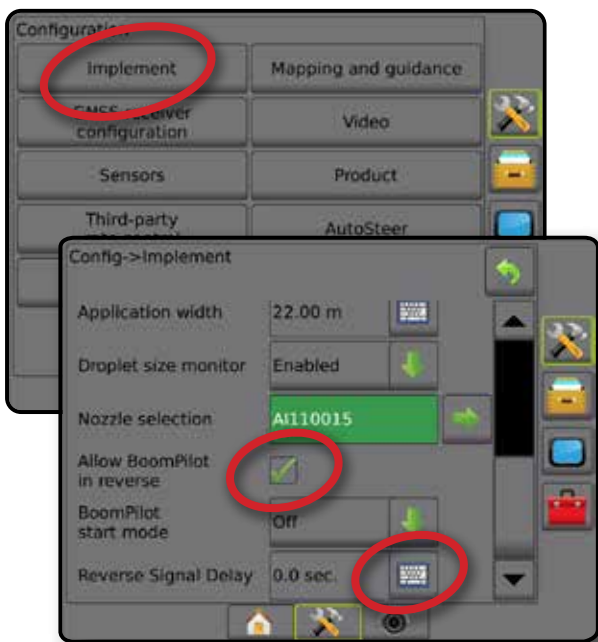 Configuration
Implement
Mapping and guidance
GNSS receiver
configuration
Video
Sensors
Product
Third-party
AutoSteer
Config->Implement
Application width
22.00 m
Droplet size monitor
Enabled
Nozzle selection
AI110015
Allow BoomPilot
in reverse
BoomPilot
start mode
Off
Reverse Signal Delay
0.0 sec.